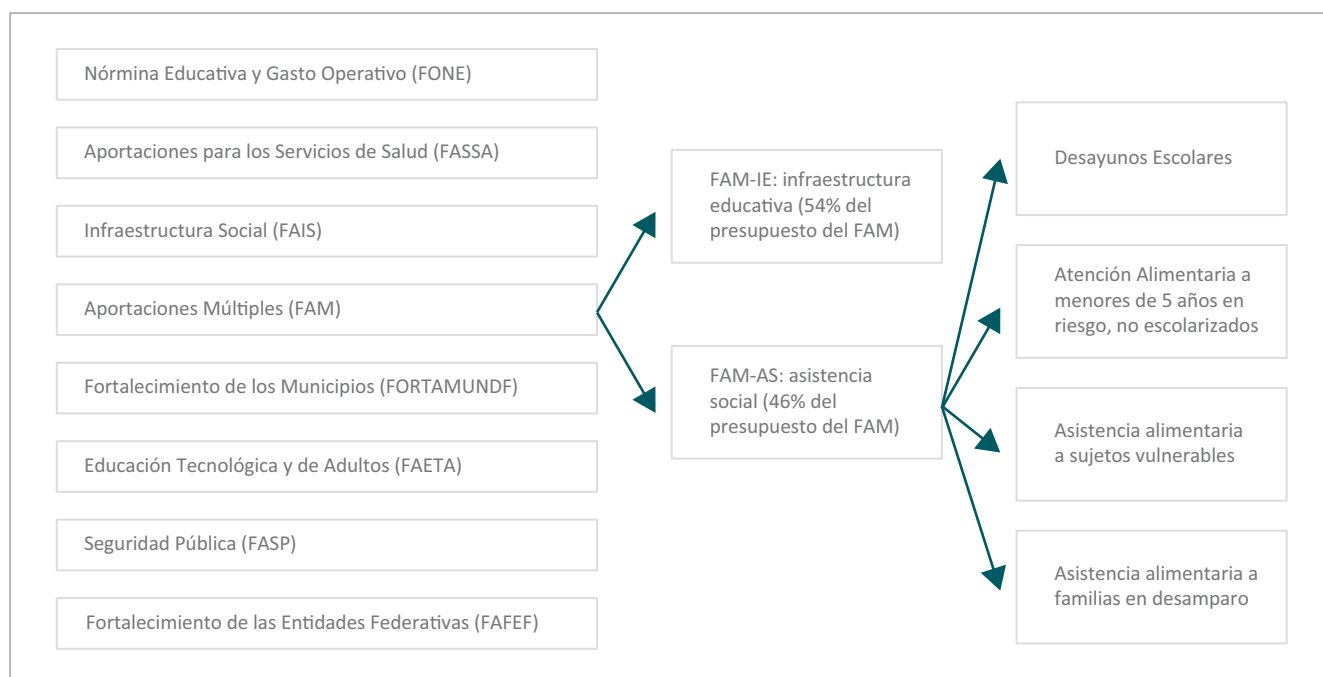 Nórmina Educativa y Gasto Operativo (FONE)
Aportaciones para los Servicios de Salud (FASSA)
Infraestructura Social (FAIS)
Aportaciones Múltiples (FAM)
Fortalecimiento de los Municipios (FORTAMUNDF)
Educación Tecnológica y de Adultos (FAETA)
Seguridad Pública (FASP)
Fortalecimiento de las Entidades Federativas (FAFEF)
FAM-IE: infraestructura
educativa (54% del
presupuesto del FAM)
FAM-AS: asistencia
social (46% del
presupuesto del FAM)
Desayunos Escolares
Atención Alimentaria a
menores de 5 años en
riesgo, no escolarizados
Asistencia alimentaria
a sujetos vulnerables
Asistencia alimentaria a
familias en desamparo